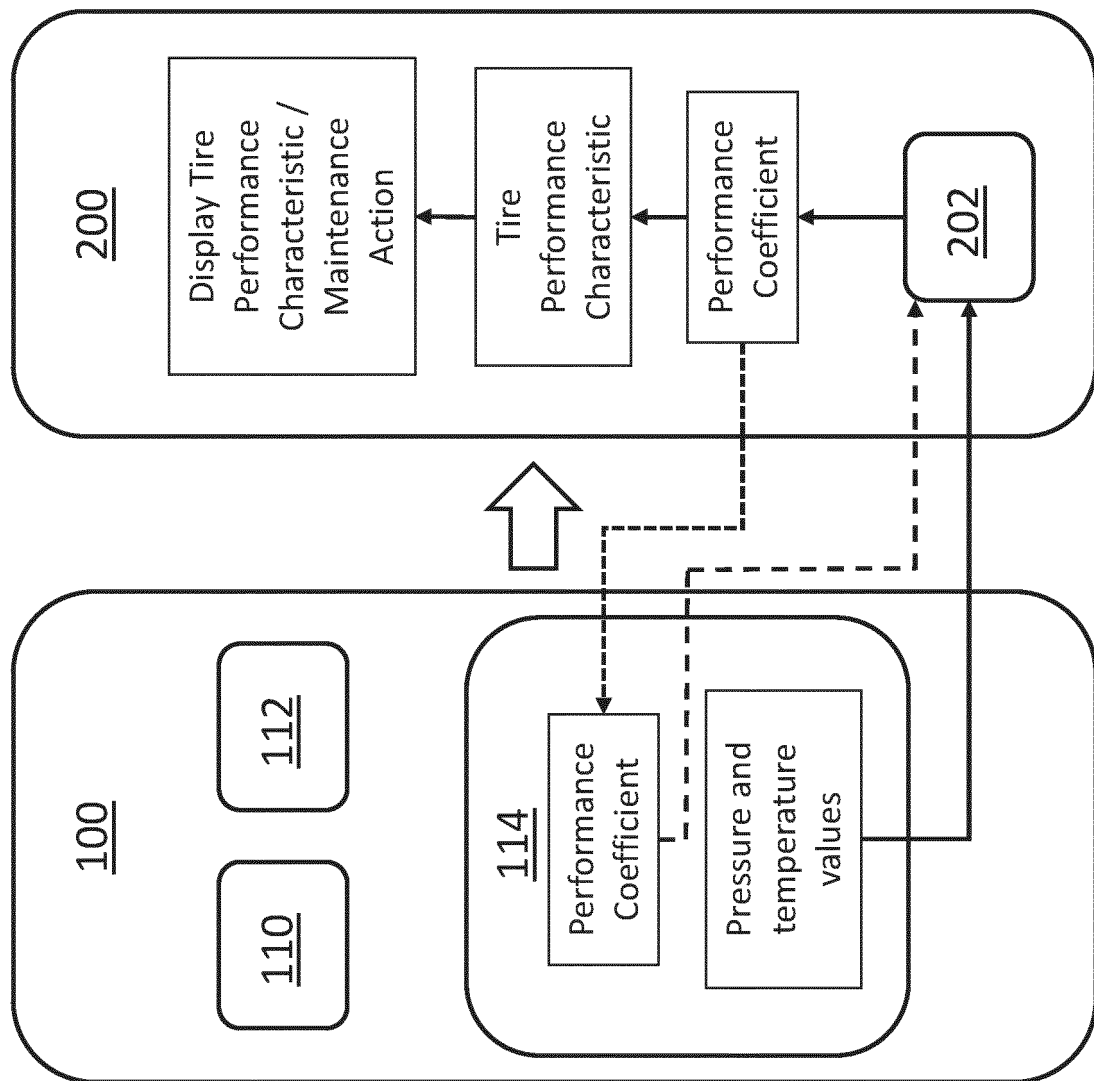 100
110
112
114
Performance
Coefficient
Pressure and
temperature
values
200
Display Tire
Performance
Characteristic /
Maintenance
Action
Tire
Performance
Characteristic
Performance
Coefficient
202